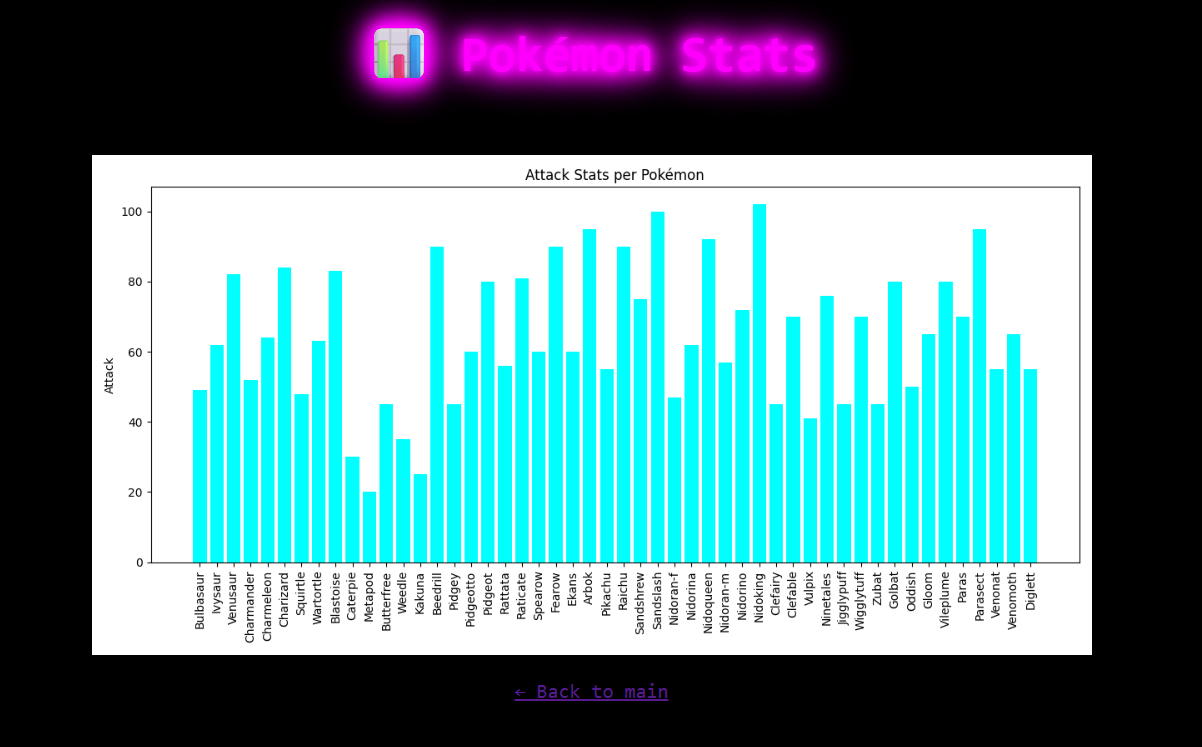 📊 Pokémon Stats
Attack Stats per Pokémon
100
80
60
40
20
0
Attack
Bulbasaur
Ivysaur
Venusaur
Charmander
Charmeleon
Charizard
Squirtle
Wartortle
Blastoise
Caterpie
Metapod
Butterfree
Weedle
Kakuna
Beedrill
Pidgey
Pidgeotto
Pidgeot
Rattata
Raticate
Spearow
Fearow
Ekans
Arbok
Pikachu
Raichu
Sandshrew
Sandslash
Nidoran-f
Nidorina
Nidoqueen
Nidoran-m
Nidorino
Nidoking
Clefairy
Clefable
Vulpix
Ninetales
Jigglypuff
Wigglytuff
Zubat
Golbat
Oddish
Gloom
Vileplume
Paras
Parasect
Venonat
Venomoth
Diglett
← Back to main